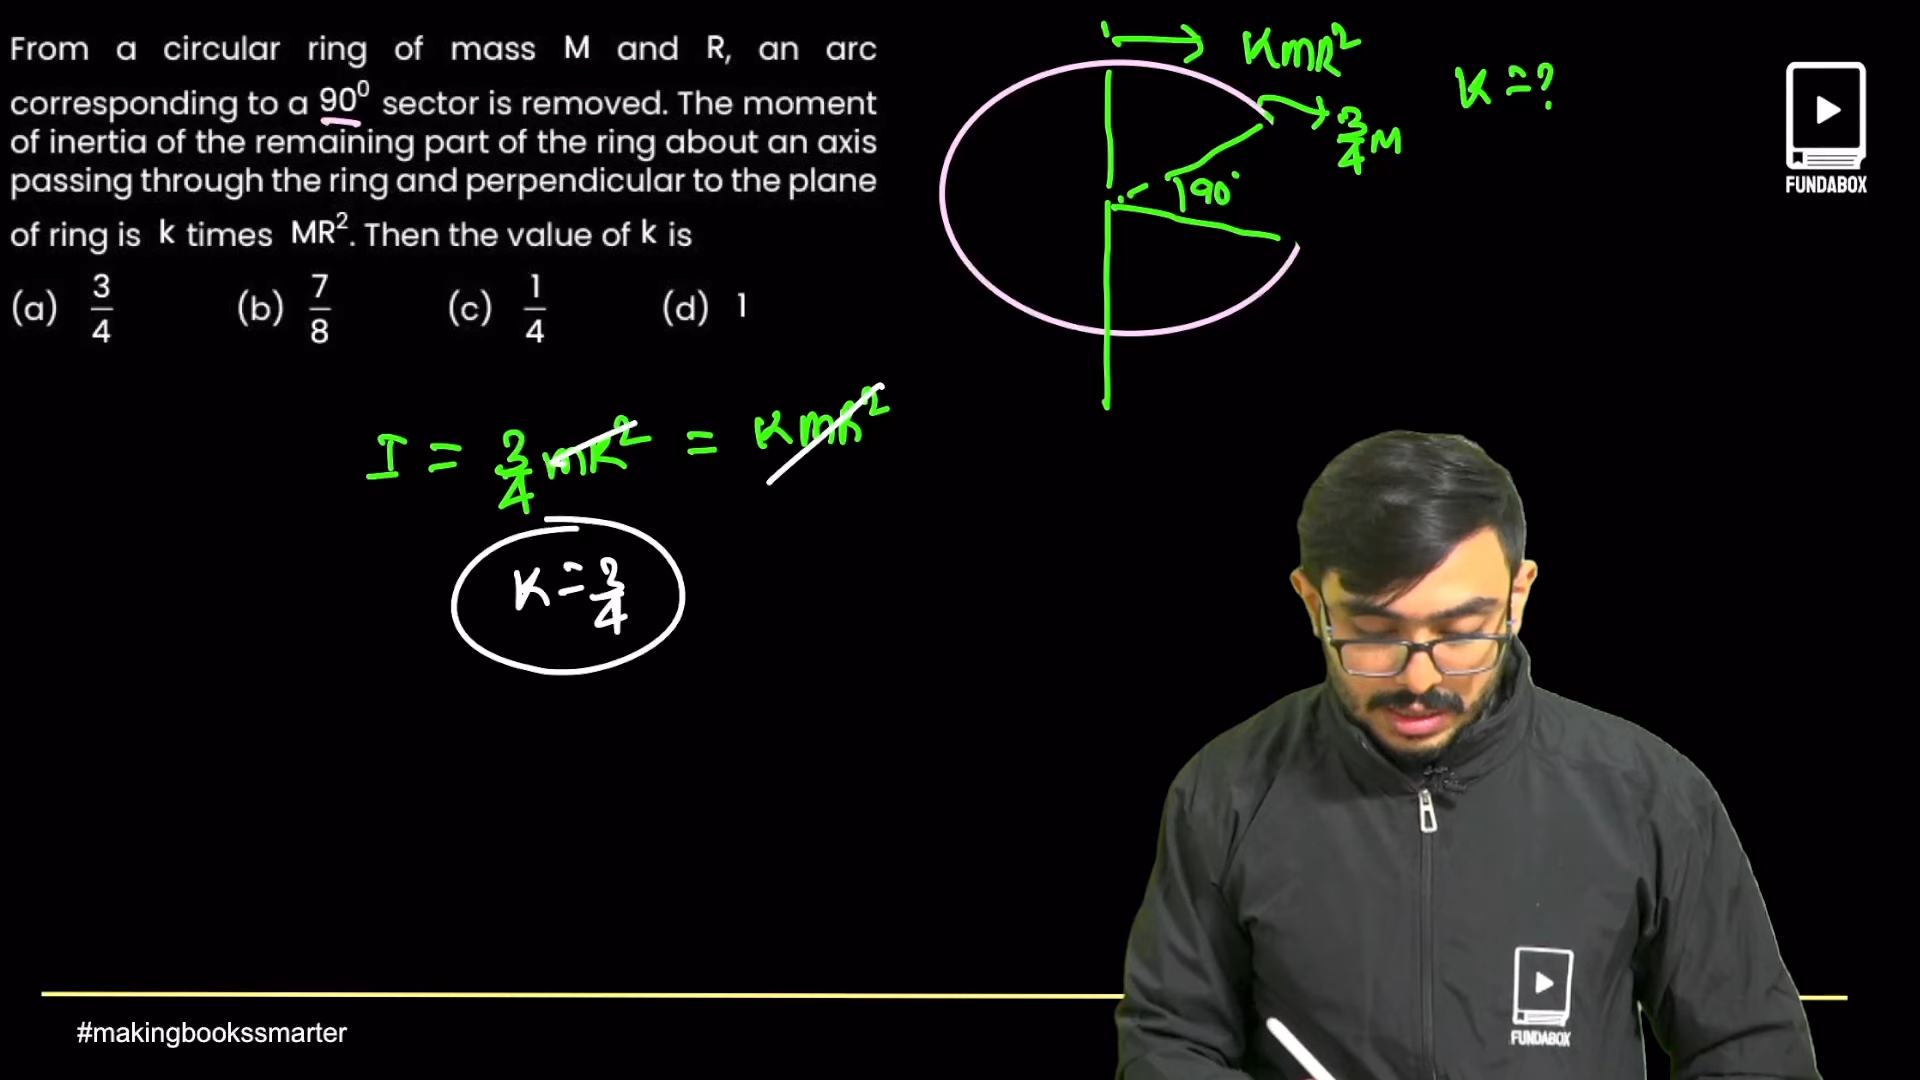 From a circular ring of mass M and R, an arc
corresponding to a 90⁰ sector is removed. The moment
of inertia of the remaining part of the ring about an axis
passing through the ring and perpendicular to the plane
of ring is k times MR². Then the value of k is
(a) 3/4 (b) 7/8 (c) 1/4 (d) 1
KmR²
K = ?
3/4 M
90°
I = 3/4 mR² = KmR²
K = 3/4
FUNDABOX
FUNDABOX
#makingbookssmarter